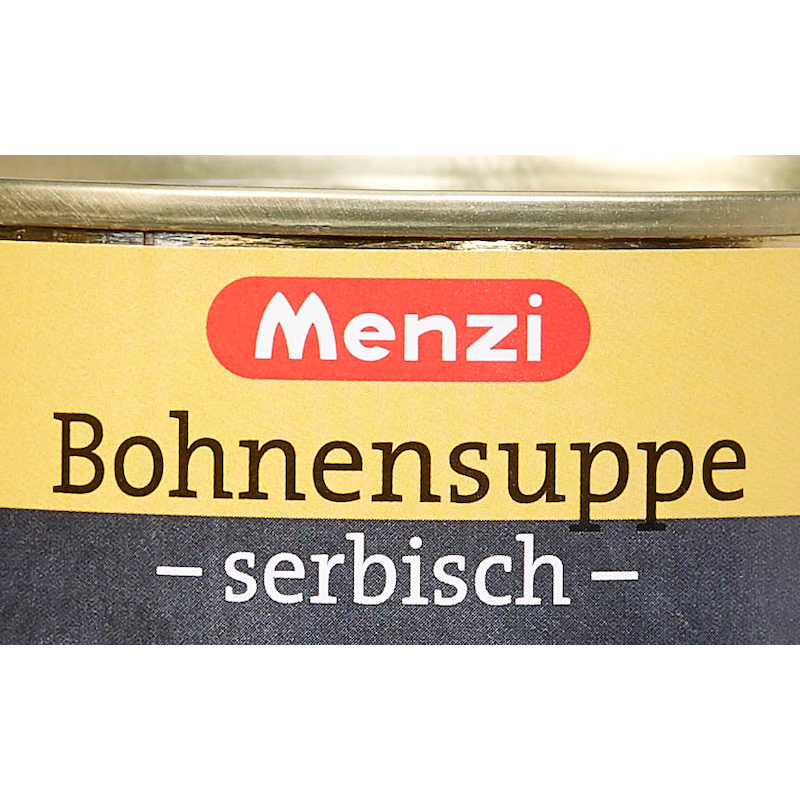 Menzi
Bohnensuppe
– serbisch –